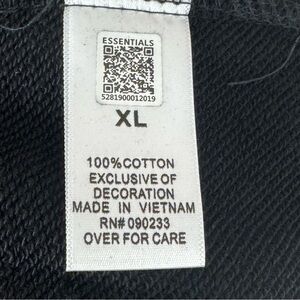 ESSENTIALS
5281900012019
XL
100%COTTON
EXCLUSIVE OF
DECORATION
MADE IN VIETNAM
RN# 090233
OVER FOR CARE